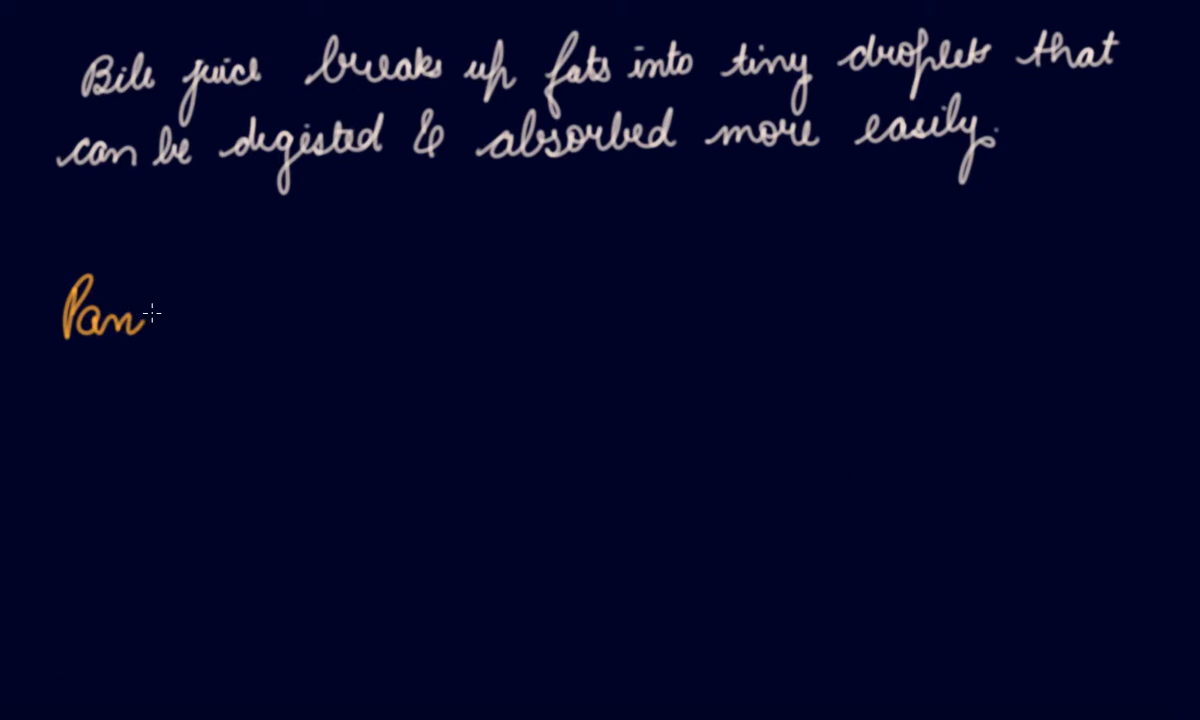 Bile juice breaks up fats into tiny droplets that
can be digested & absorbed more easily.
Pan